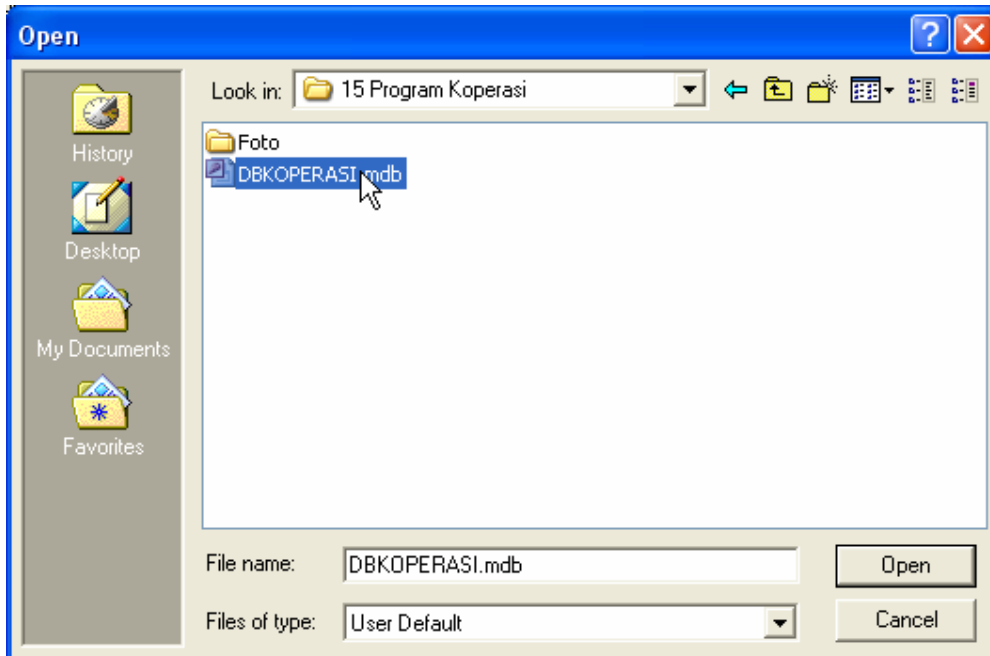 Open
Look in: 15 Program Koperasi
History
Desktop
My Documents
Favorites
Foto
DBKOPERASI.mdb
File name: DBKOPERASI.mdb
Open
Files of type: User Default
Cancel